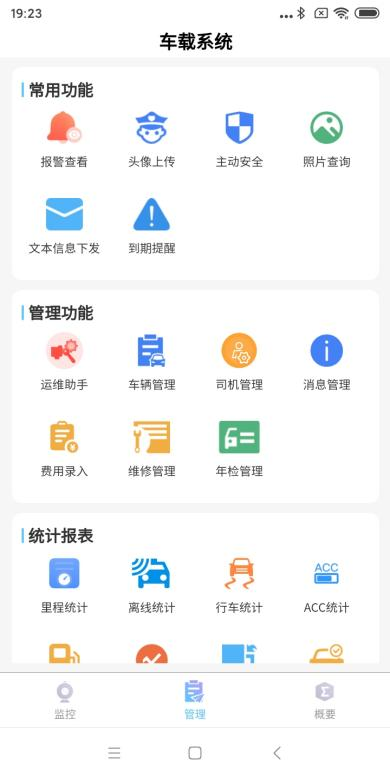 19:23
车载系统
常用功能
报警查看 头像上传 主动安全 照片查询
文本信息下发 到期提醒
管理功能
运维助手 车辆管理 司机管理 消息管理
费用录入 维修管理 年检管理
统计报表
ACC
里程统计 离线统计 行车统计 ACC统计
监控 管理 概要